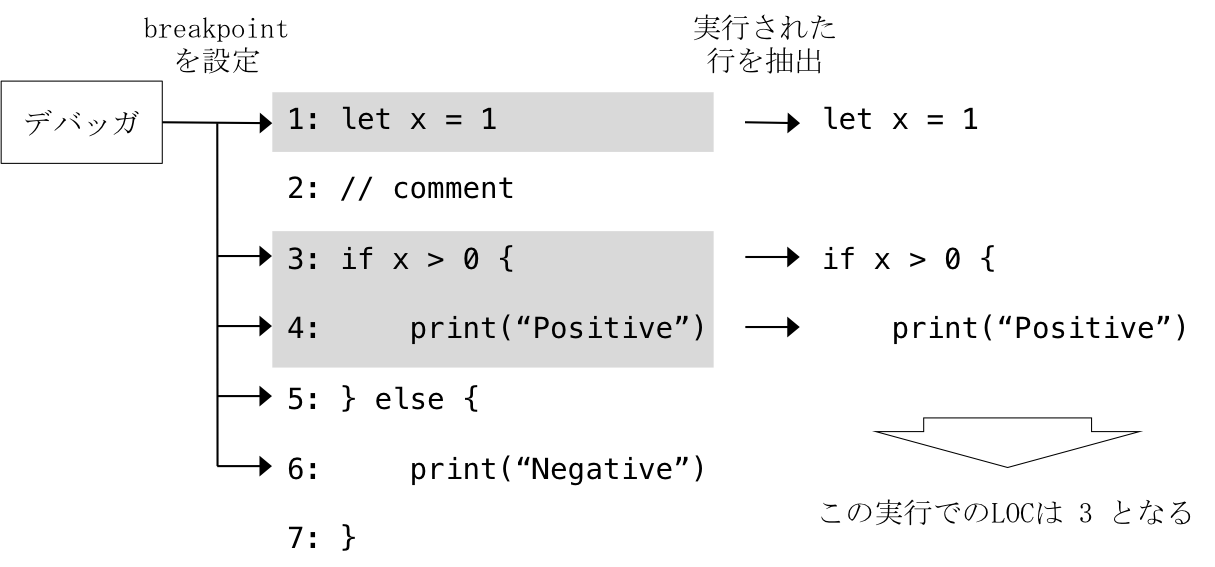 breakpoint
を設定
実行された
行を抽出
デバッガ
1: let x = 1
let x = 1
2: // comment
3: if x > 0 {
if x > 0 {
4:     print(“Positive”)
print(“Positive”)
5: } else {
6:     print(“Negative”)
7: }
この実行でのLOCは 3 となる